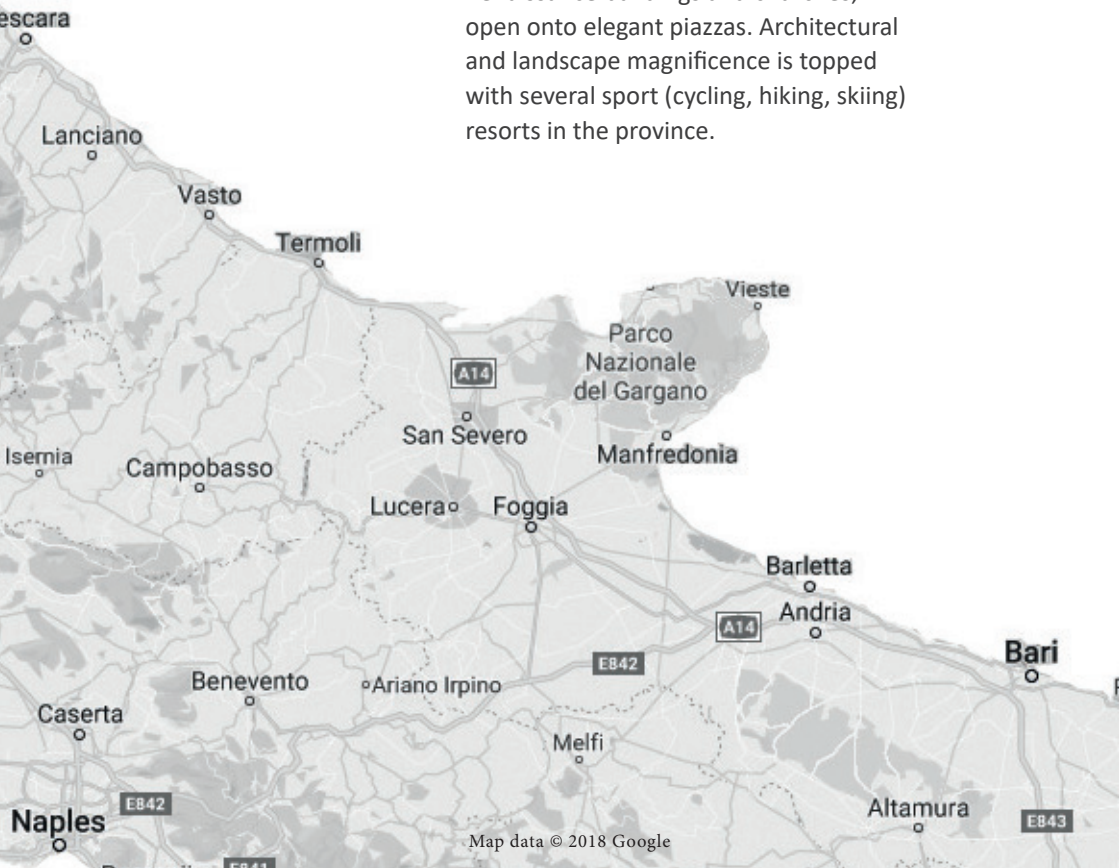 open onto elegant piazzas. Architectural
and landscape magnificence is topped
with several sport (cycling, hiking, skiing)
resorts in the province.
Lanciano
Vasto
Termoli
Vieste
Parco
Nazionale
del Gargano
A14
San Severo
Manfredonia
Isernia
Campobasso
Lucera
Foggia
Barletta
Andria
A14
Bari
E842
Benevento
Ariano Irpino
Caserta
Melfi
E842
Naples
Altamura
E843
Map data © 2018 Google
E841